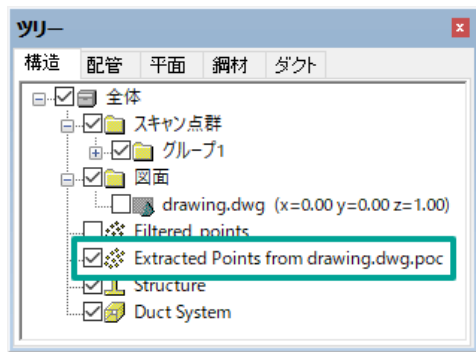 ツリー
構造 配管 平面 鋼材 ダクト
全体
スキャン点群
グループ1
図面
drawing.dwg (x=0.00 y=0.00 z=1.00)
Filtered_points
Extracted Points from drawing.dwg.poc
Structure
Duct System